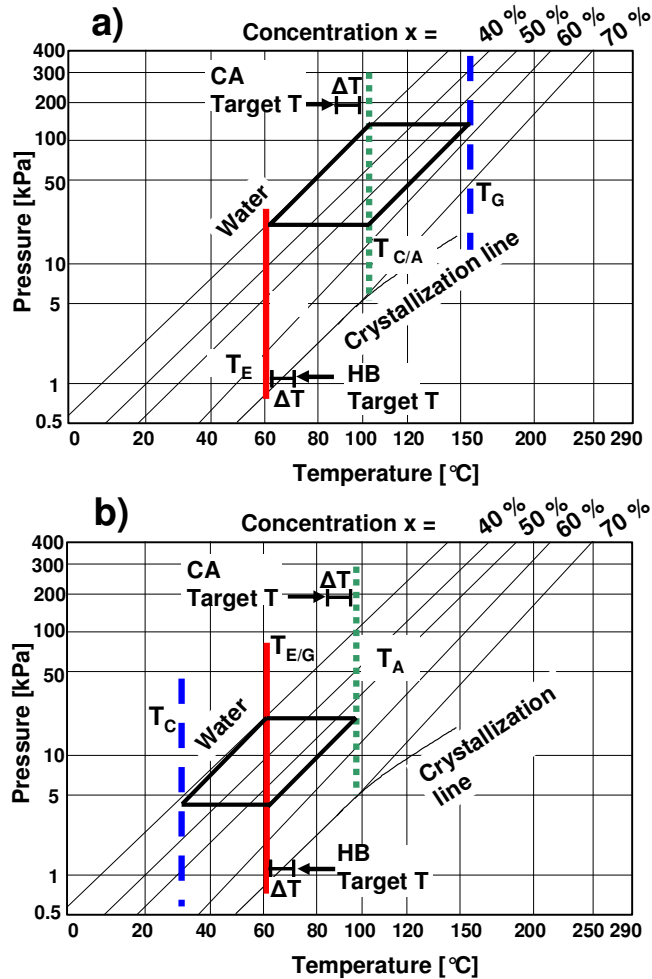 a)
Concentration x =
40 %
50 %
60 %
70 %
400
300
200
100
50
10
5
1
0.5
Pressure [kPa]
CA
Target T
ΔT
Water
T_G
T_C/A
Crystallization line
T_E
HB
Target T
ΔT
0 20 40 60 80 100 120 150 200 250 290
Temperature [°C]
b)
Concentration x =
40 %
50 %
60 %
70 %
400
300
200
100
50
10
5
1
0.5
Pressure [kPa]
CA
Target T
ΔT
T_E/G
T_A
T_C
Water
Crystallization
line
HB
Target T
ΔT
0 20 40 60 80 100 120 150 200 250 290
Temperature [°C]